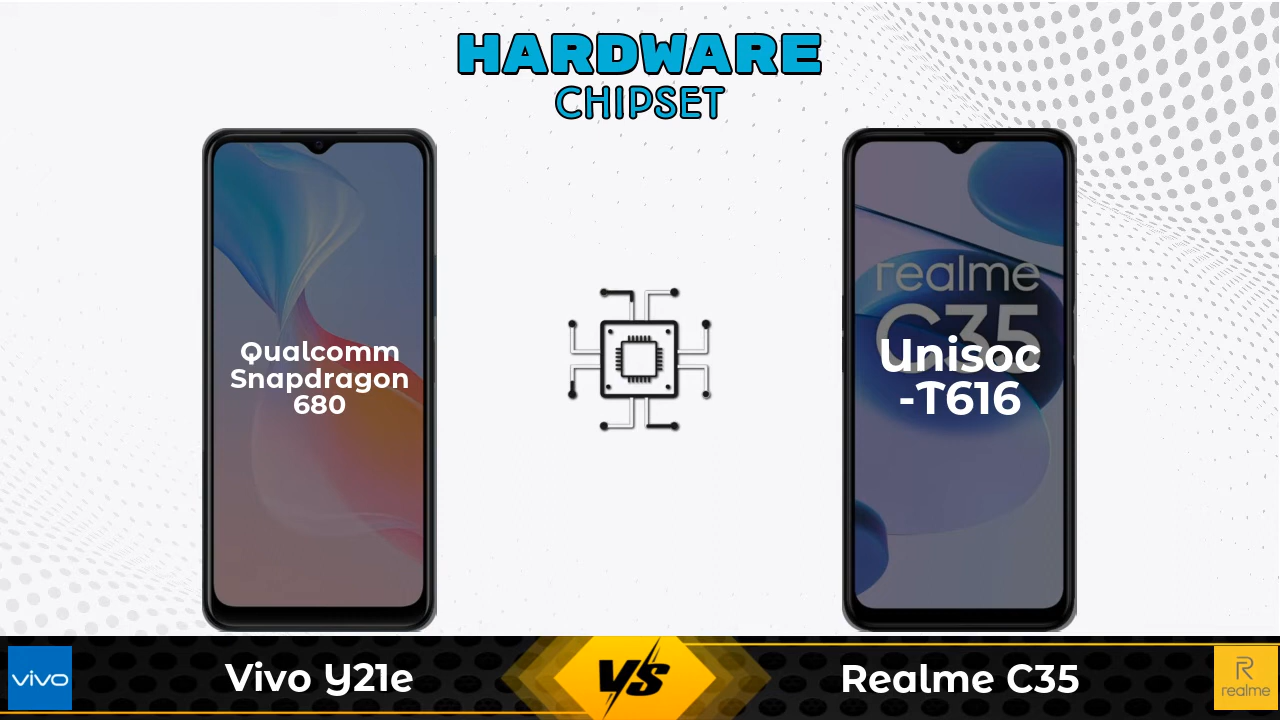 HARDWARE
CHIPSET
Qualcomm
Snapdragon
680
realme
C35
Unisoc
-T616
vivo
Vivo Y21e
VS
Realme C35
R
realme